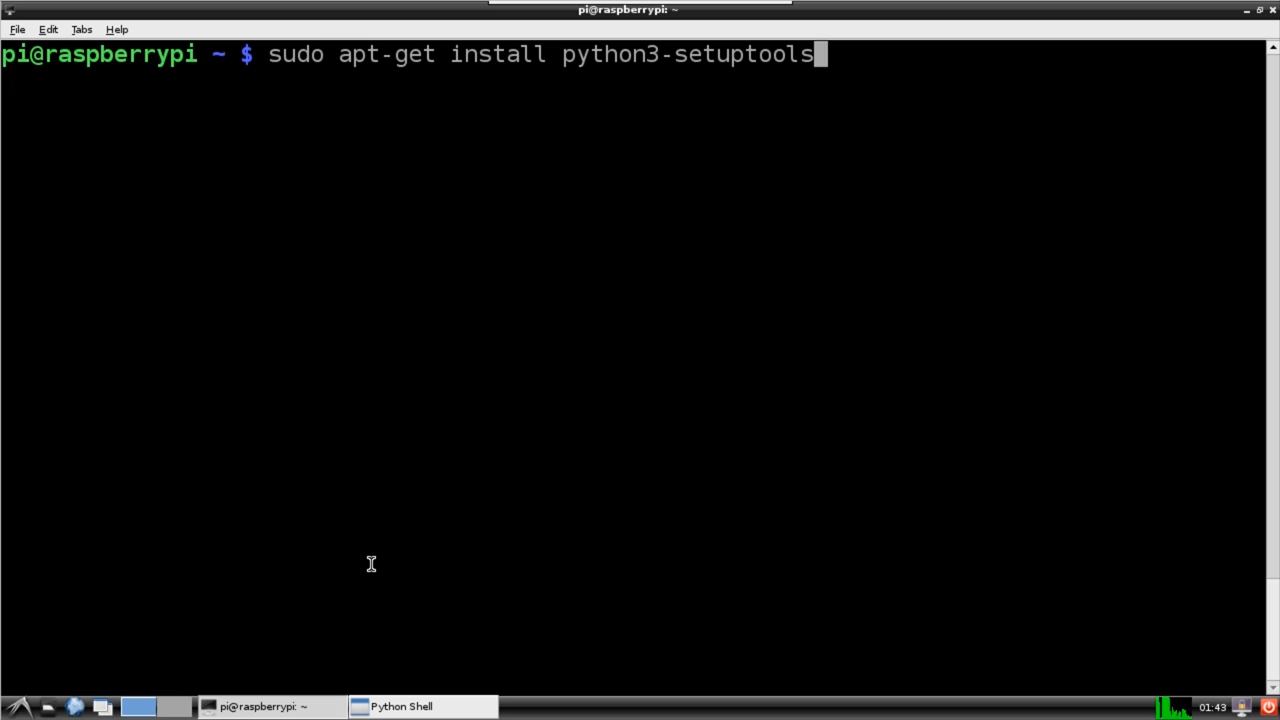 pi@raspberrypi: ~
File Edit Tabs Help
pi@raspberrypi ~ $ sudo apt-get install python3-setuptools
pi@raspberrypi: ~ Python Shell 01:43